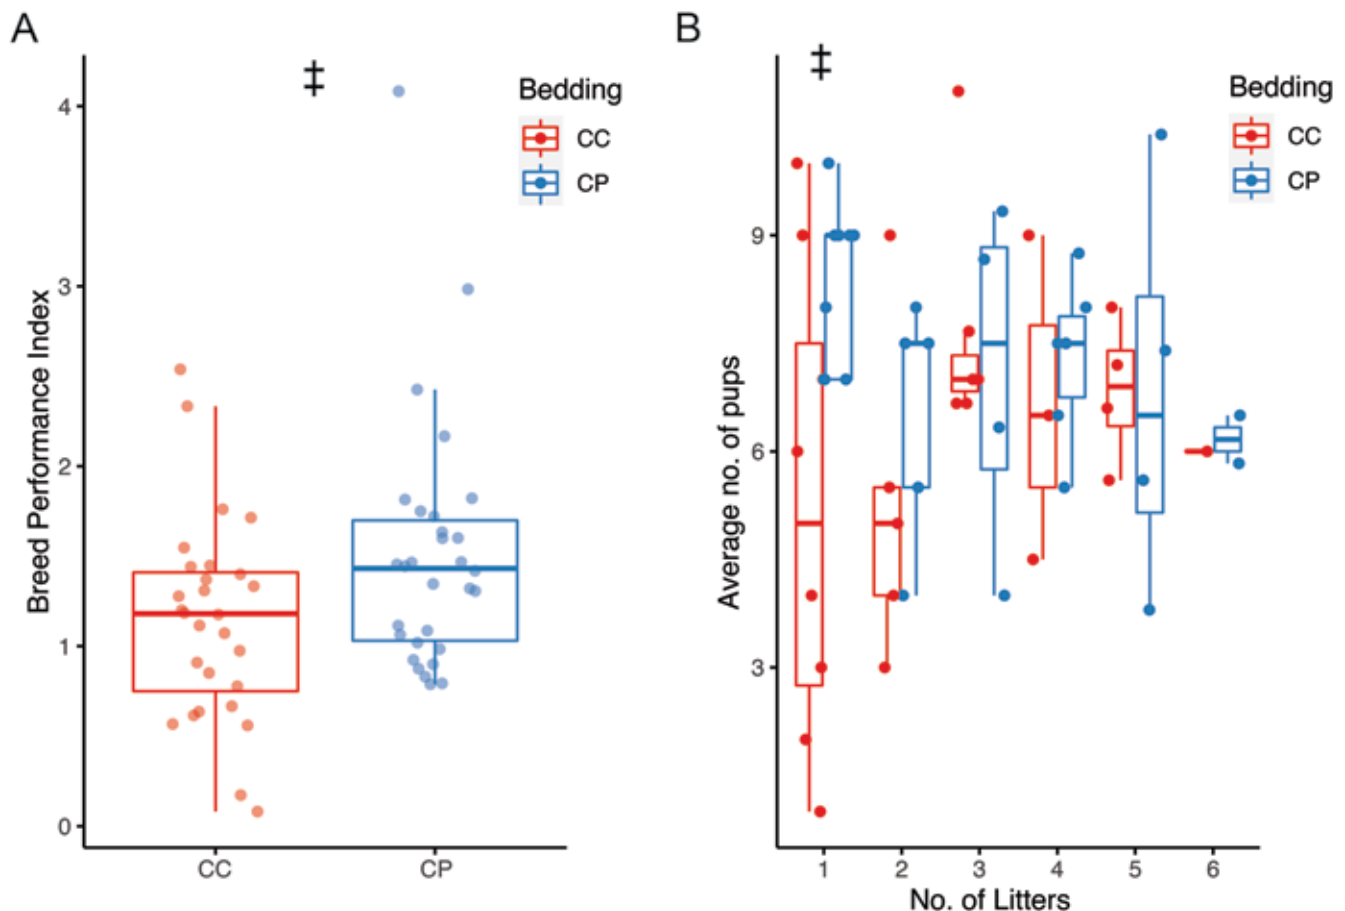 A
‡
Bedding
CC
CP
Breed Performance Index
4
3
2
1
0
CC
CP
B
‡
Bedding
CC
CP
Average no. of pups
9
6
3
1
2
3
4
5
6
No. of Litters